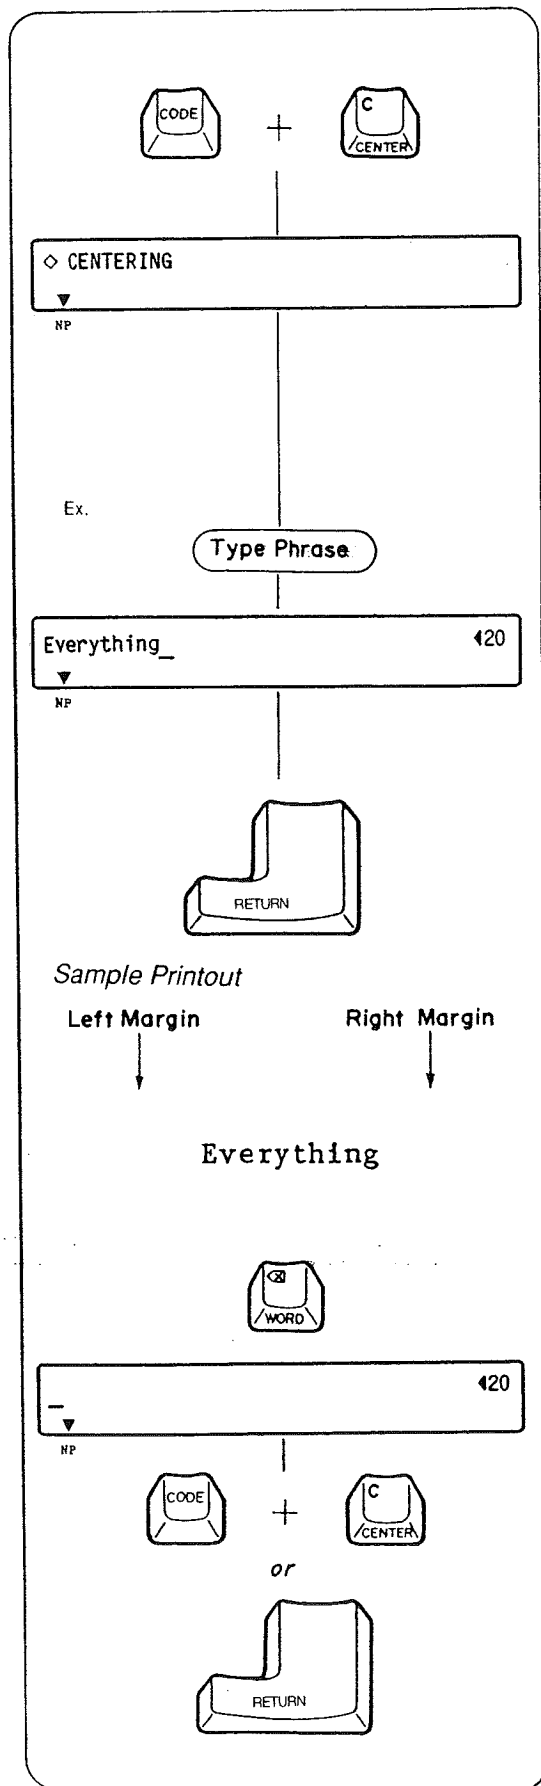 CODE + C
CENTER
◇ CENTERING
▼
NP
Ex.
Type Phrase
Everything_ ◀20
▼
NP
RETURN
Sample Printout
Left Margin Right Margin
Everything
⌫
WORD
_ ◀20
▼
NP
CODE + C
CENTER
or
RETURN